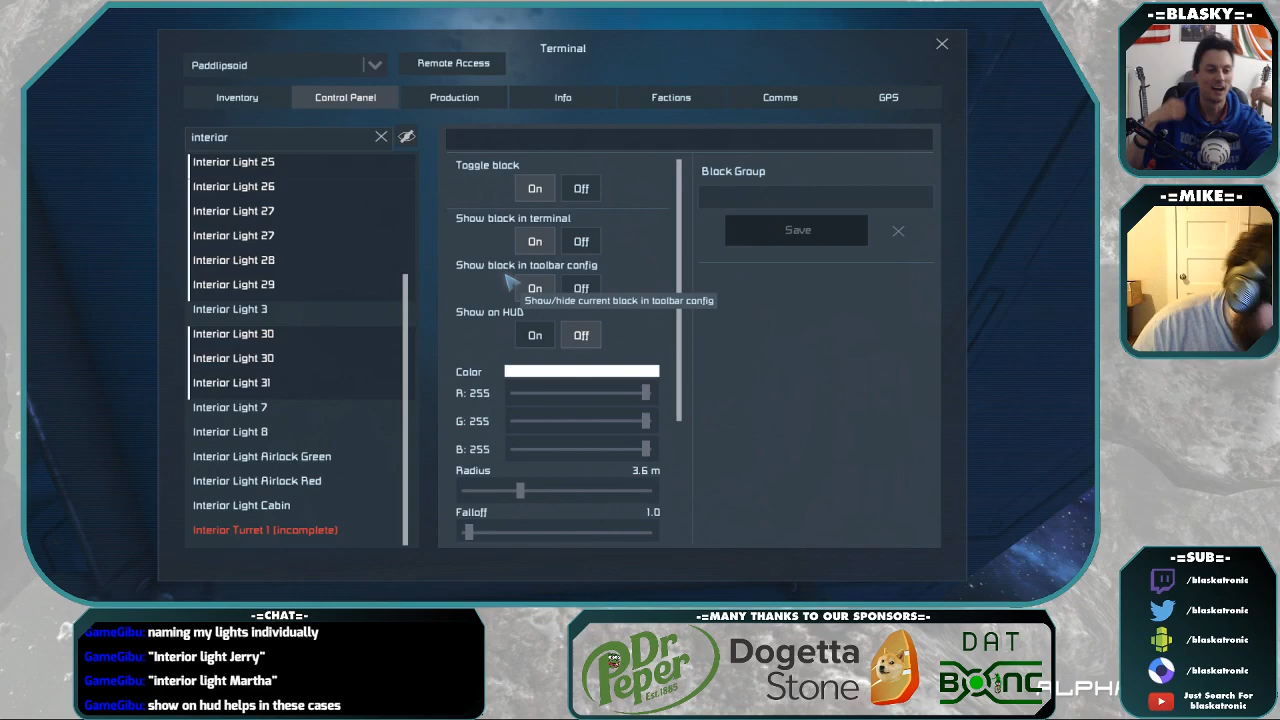 Terminal
Paddlipsoid
Remote Access
Inventory
Control Panel
Production
Info
Factions
Comms
GPS
interior
Interior Light 25
Interior Light 26
Interior Light 27
Interior Light 27
Interior Light 28
Interior Light 29
Interior Light 3
Interior Light 30
Interior Light 30
Interior Light 31
Interior Light 7
Interior Light 8
Interior Light Airlock Green
Interior Light Airlock Red
Interior Light Cabin
Interior Turret 1 (incomplete)
Toggle block
On Off
Show block in terminal
On Off
Show block in toolbar config
On Off
Show/hide current block in toolbar config
Show on HUD
On Off
Color
R: 255
G: 255
B: 255
Radius 3.6 m
Falloff 1.0
Block Group
Save
-=BLASKY=-
-=MIKE=-
-=SUB=-
/blaskatronic
/blaskatronic
/blaskatronic
/blaskatronic
Just Search For
blaskatronic
-=CHAT=-
GameGibu: naming my lights individually
GameGibu: "Interior light Jerry"
GameGibu: "interior light Martha"
GameGibu: show on hud helps in these cases
-=MANY THANKS TO OUR SPONSORS=-
Dr
Peper
Dogetta
Stone
DAT
BOINC
ALPHA